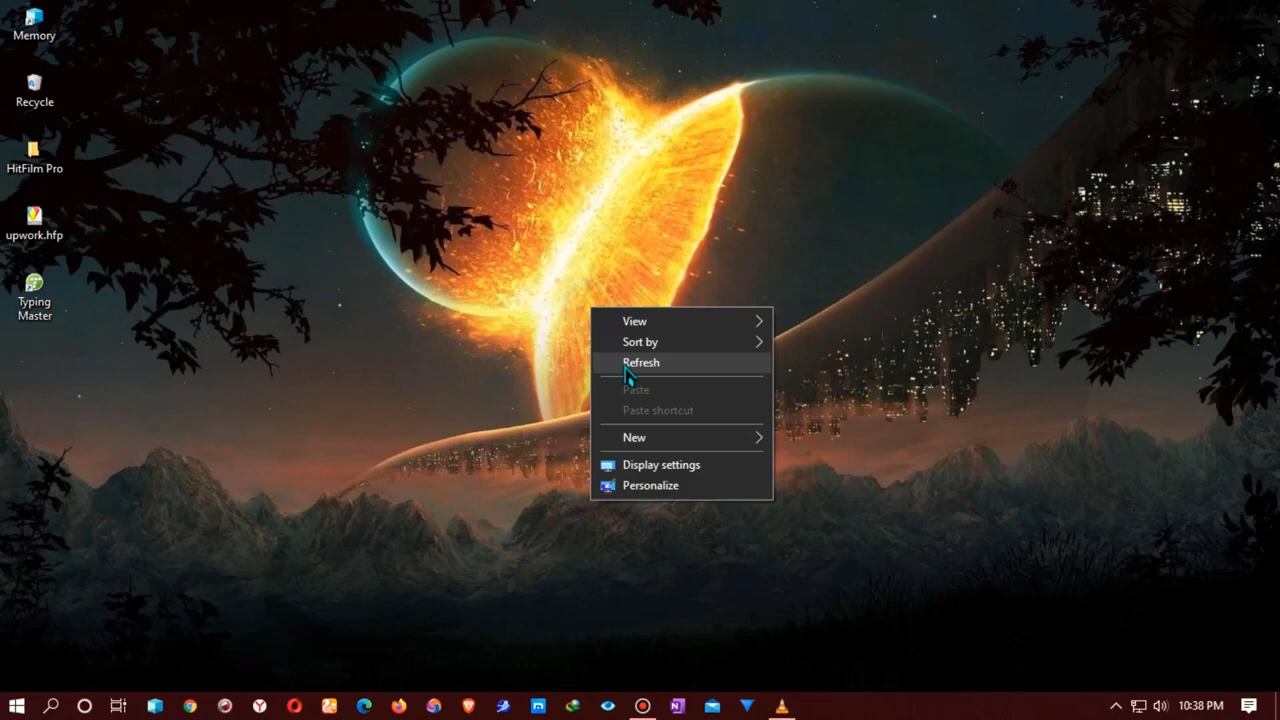 Memory
Recycle
HitFilm Pro
upwork.hfp
Typing
Master
View
Sort by
Refresh
Paste
Paste shortcut
New
Display settings
Personalize
10:38 PM